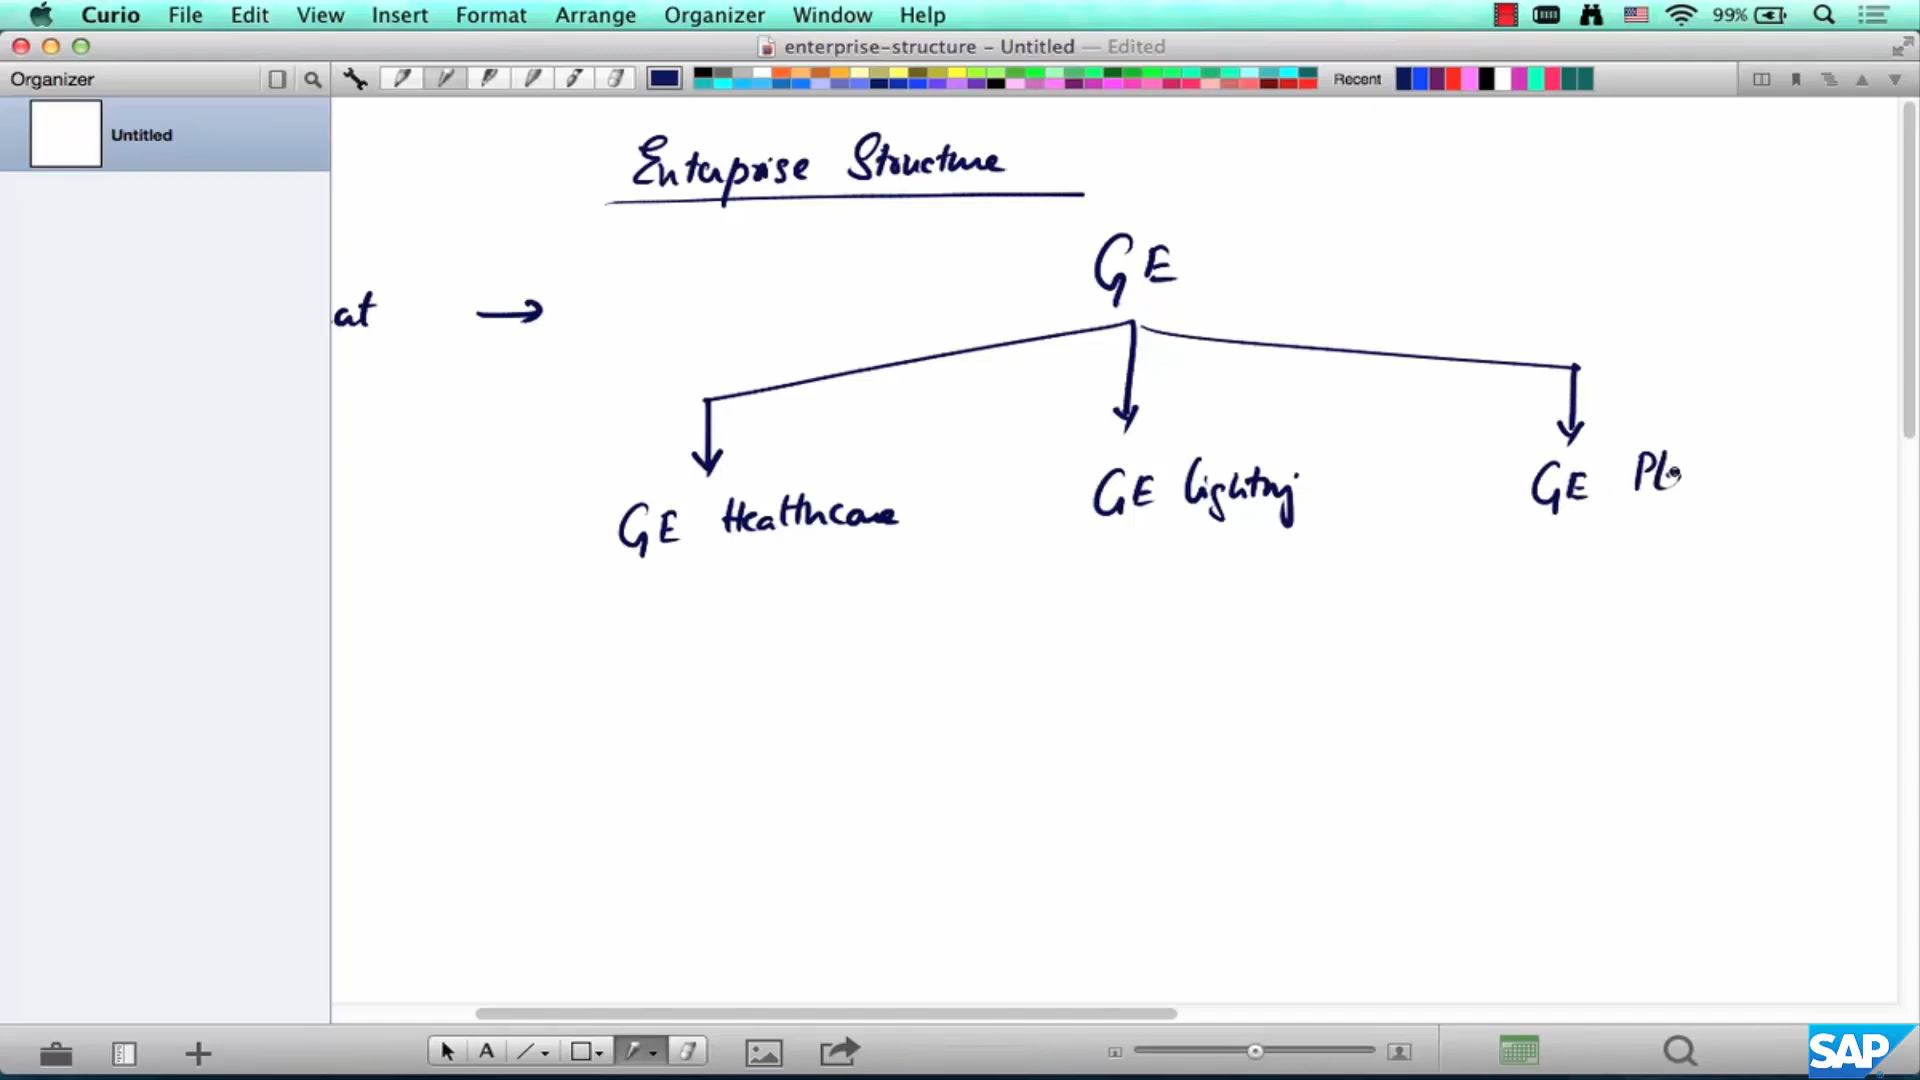 Curio File Edit View Insert Format Arrange Organizer Window Help 99%
enterprise-structure – Untitled — Edited
Organizer Recent
Untitled
Enterprise Structure
GE
at →
GE Healthcare GE Lighting GE Pl
A
SAP